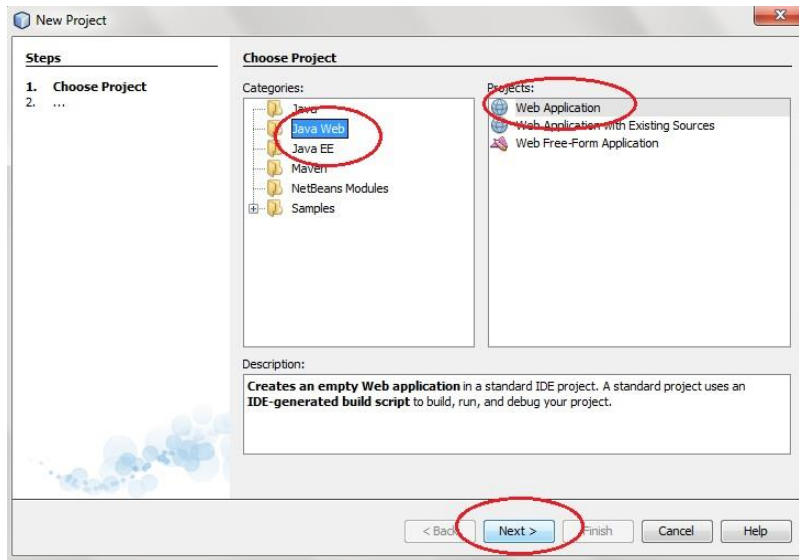 New Project
Steps
1. Choose Project
2. ...
Choose Project
Categories:
Java
Java Web
Java EE
Maven
NetBeans Modules
Samples
Projects:
Web Application
Web Application with Existing Sources
Web Free-Form Application
Description:
Creates an empty Web application in a standard IDE project. A standard project uses an
IDE-generated build script to build, run, and debug your project.
< Back
Next >
Finish
Cancel
Help